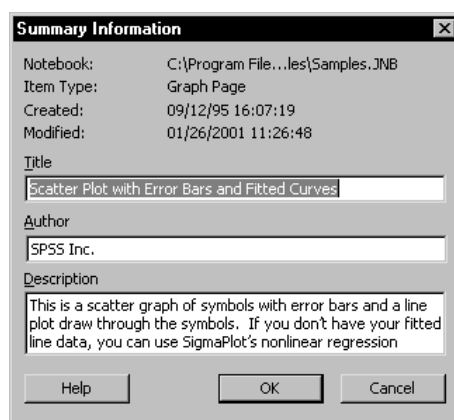 Summary Information
Notebook: C:\Program File...les\Samples.JNB
Item Type: Graph Page
Created: 09/12/95 16:07:19
Modified: 01/26/2001 11:26:48
Title
Scatter Plot with Error Bars and Fitted Curves
Author
SPSS Inc.
Description
This is a scatter graph of symbols with error bars and a line
plot draw through the symbols. If you don't have your fitted
line data, you can use SigmaPlot's nonlinear regression
Help OK Cancel